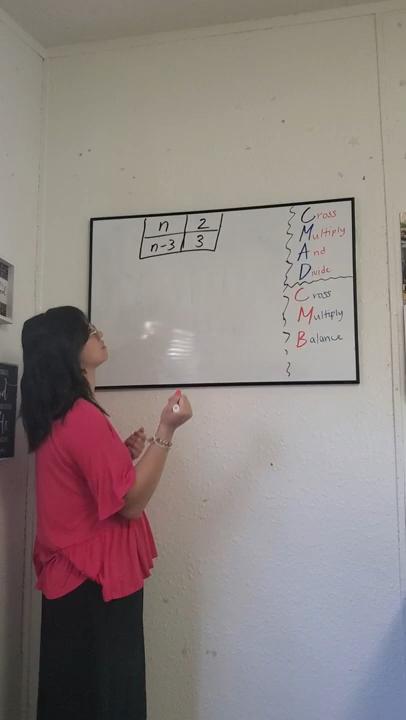 n 2
n-3 3
Cross
Multiply
And
Divide
Cross
Multiply
Balance